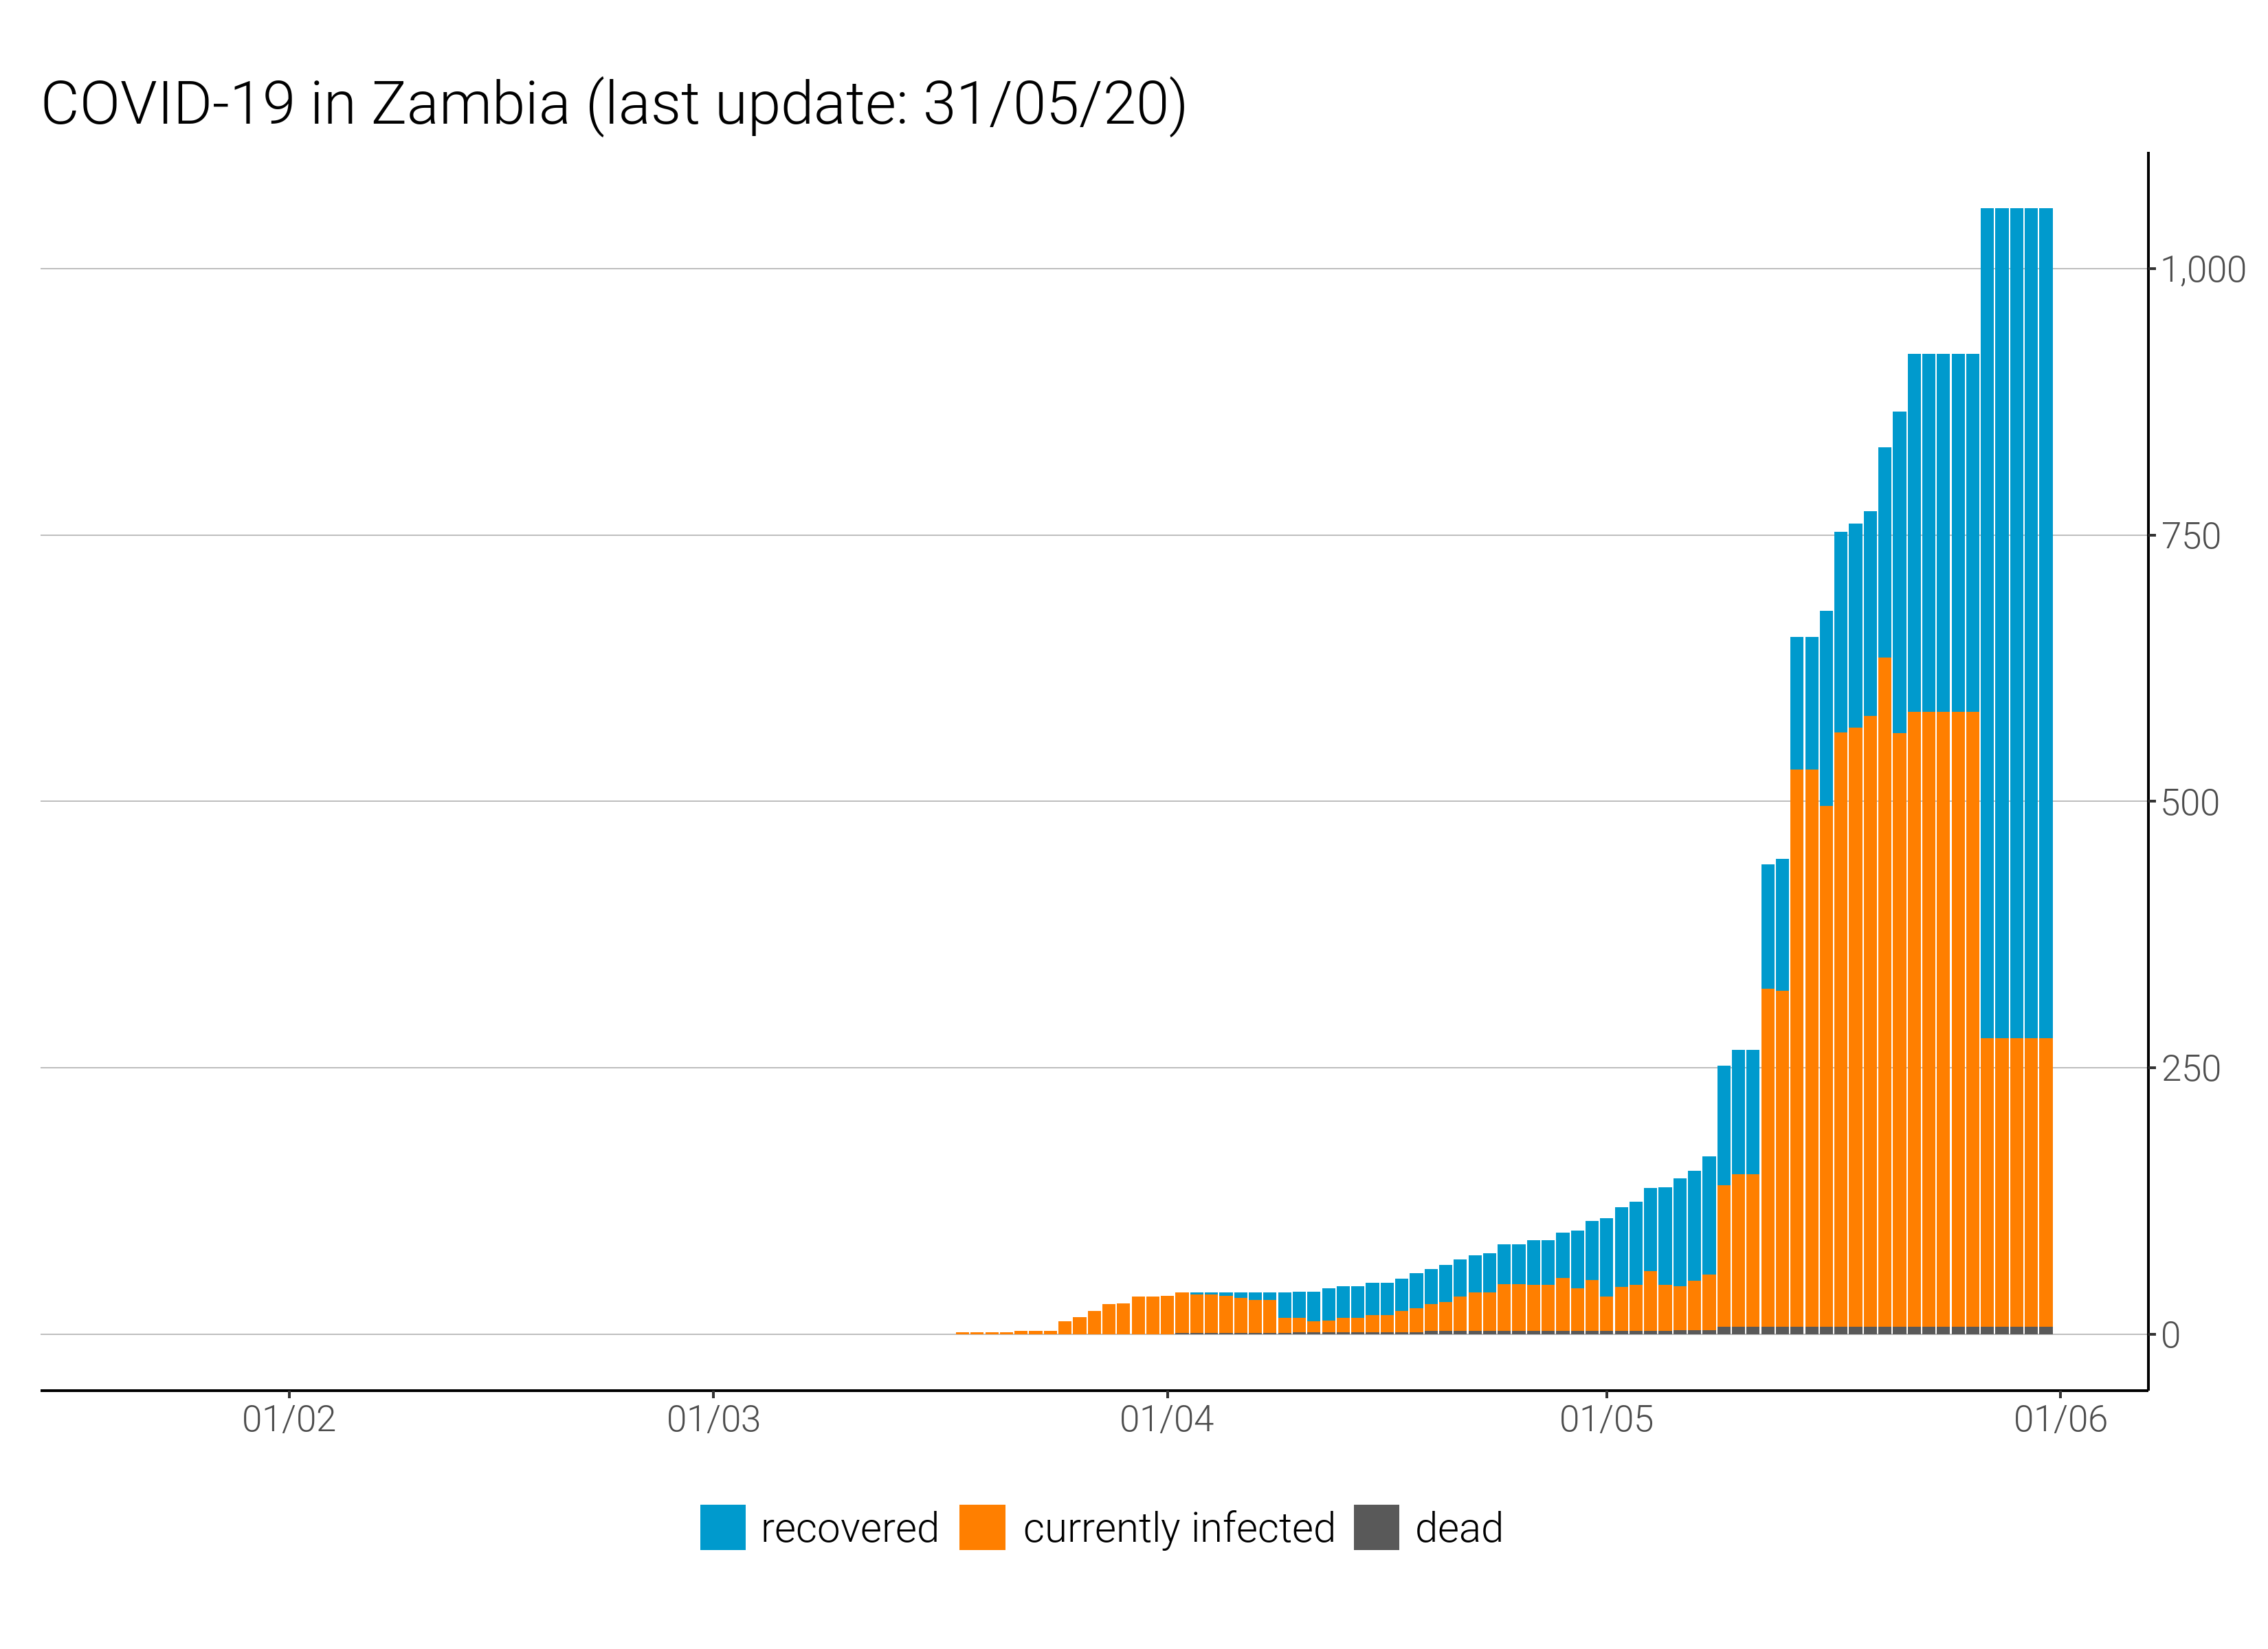 COVID-19 in Zambia (last update: 31/05/20)
1,000
750
500
250
0
01/02 01/03 01/04 01/05 01/06
recovered currently infected dead